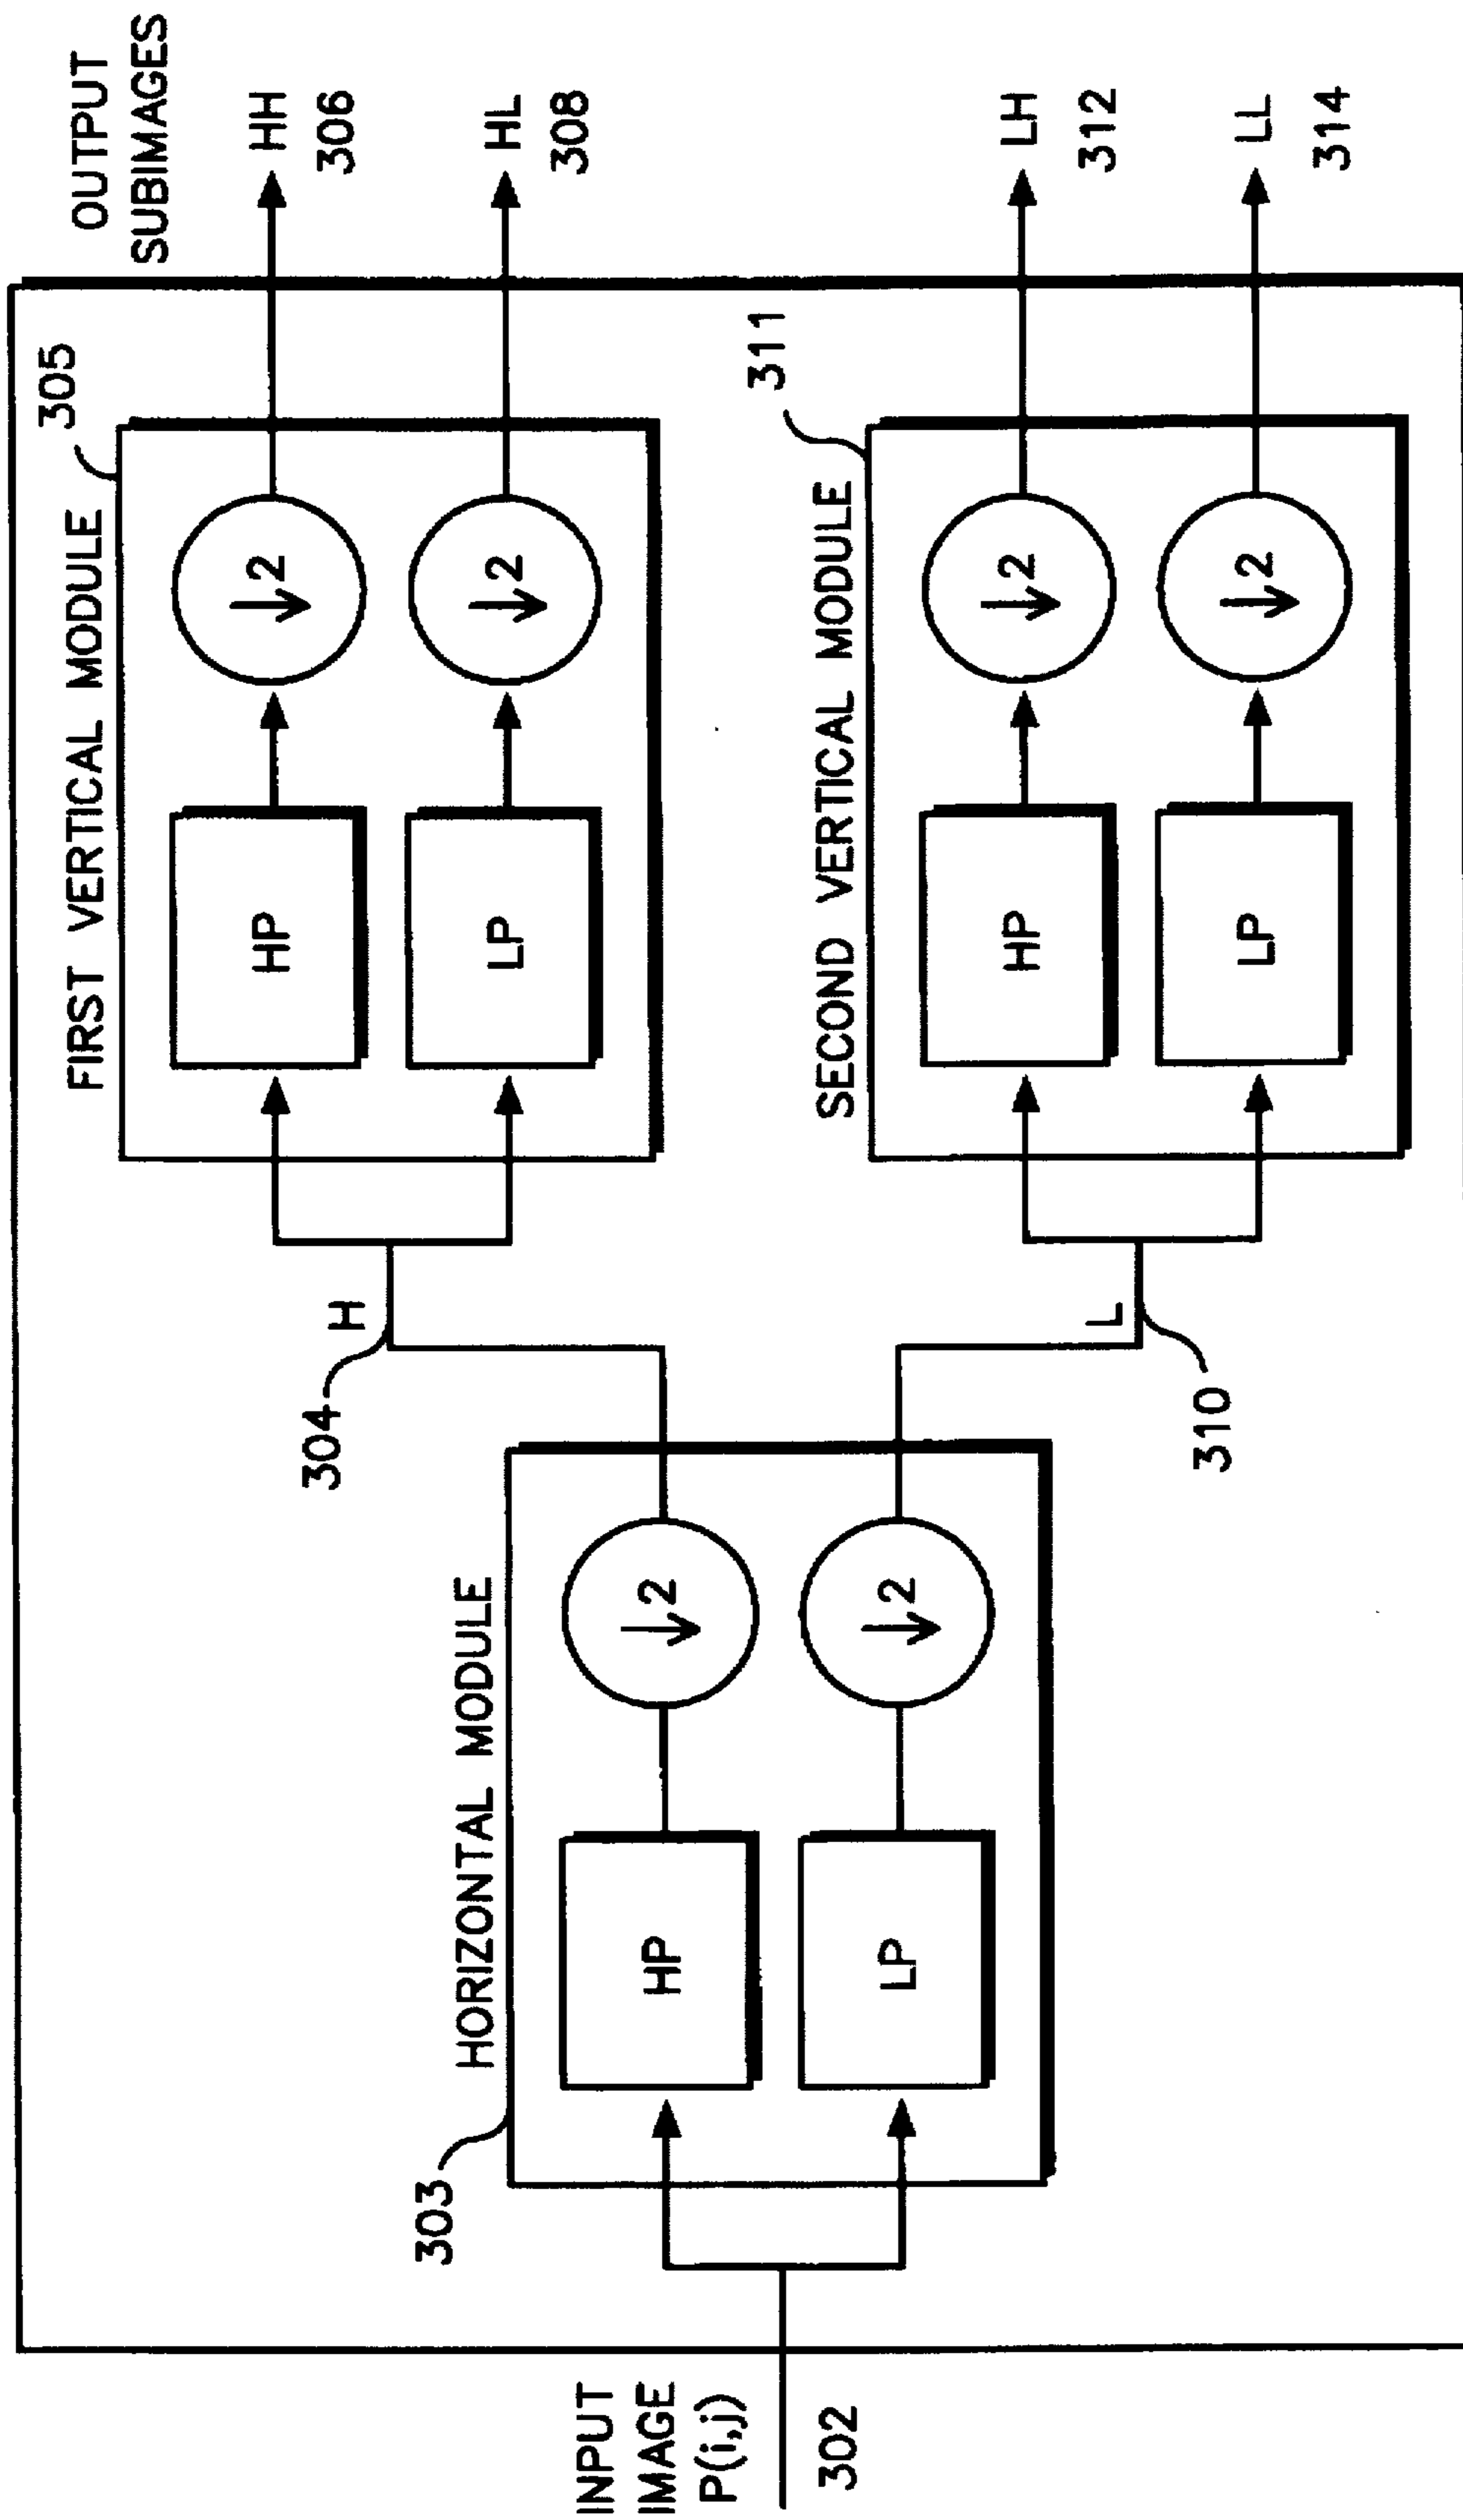 OUTPUT
SUBIMAGES
FIRST VERTICAL MODULE
305
HP
↓2
HH
306
LP
↓2
HL
308
304
H
HORIZONTAL MODULE
303
HP
↓2
INPUT
IMAGE
P(i,j)
302
LP
↓2
SECOND VERTICAL MODULE
311
HP
↓2
LH
312
L
310
LP
↓2
LL
314